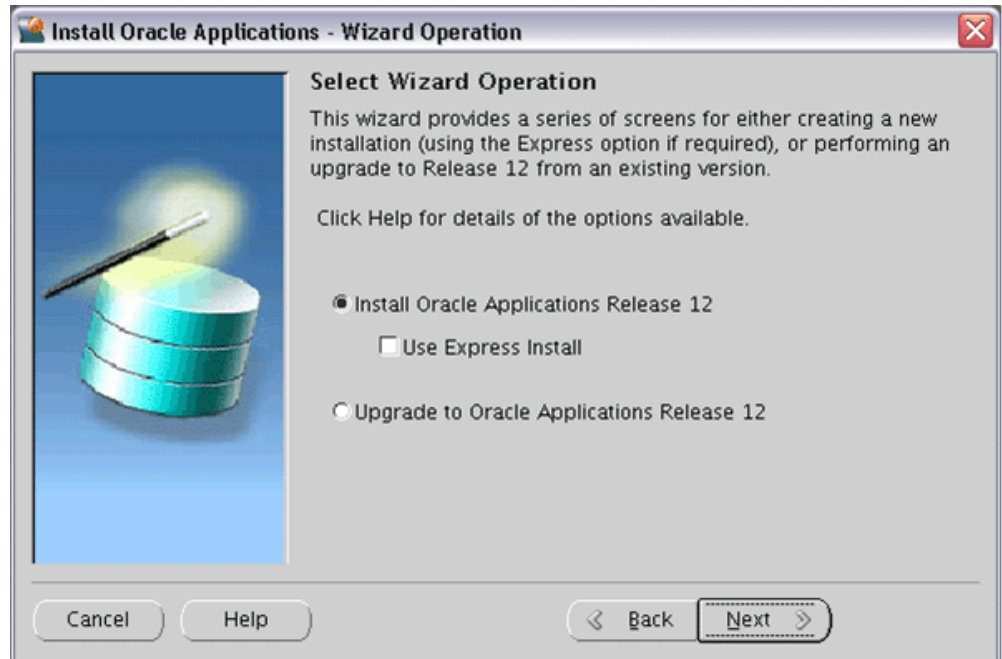 Install Oracle Applications - Wizard Operation
Select Wizard Operation
This wizard provides a series of screens for either creating a new
installation (using the Express option if required), or performing an
upgrade to Release 12 from an existing version.
Click Help for details of the options available.
Install Oracle Applications Release 12
Use Express Install
Upgrade to Oracle Applications Release 12
Cancel Help Back Next